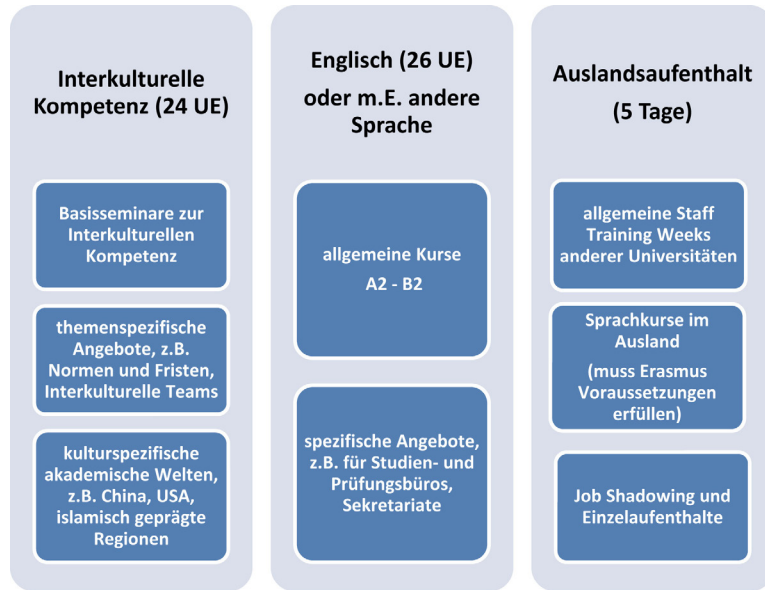 Interkulturelle
Kompetenz (24 UE)
Basisseminare zur
Interkulturellen
Kompetenz
themenspezifische
Angebote, z.B.
Normen und Fristen,
Interkulturelle Teams
kulturspezifische
akademische Welten,
z.B. China, USA,
islamisch geprägte
Regionen
Englisch (26 UE)
oder m.E. andere
Sprache
allgemeine Kurse
A2 - B2
spezifische Angebote,
z.B. für Studien- und
Prüfungsbüros,
Sekretariate
Auslandsaufenthalt
(5 Tage)
allgemeine Staff
Training Weeks
anderer Universitäten
Sprachkurse im
Ausland
(muss Erasmus
Voraussetzungen
erfüllen)
Job Shadowing und
Einzelaufenthalte